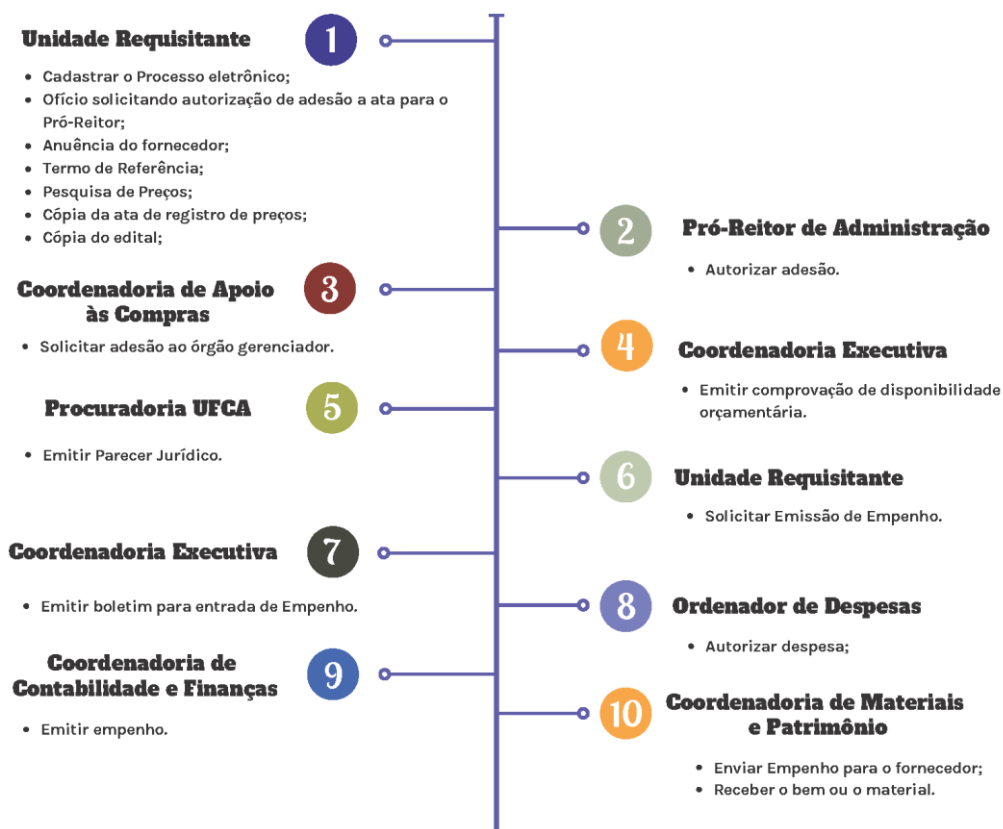 Unidade Requisitante
1
• Cadastrar o Processo eletrônico;
• Ofício solicitando autorização de adesão a ata para o
Pró-Reitor;
• Anuência do fornecedor;
• Termo de Referência;
• Pesquisa de Preços;
• Cópia da ata de registro de preços;
• Cópia do edital;
2
Pró-Reitor de Administração
• Autorizar adesão.
Coordenadoria de Apoio
às Compras
3
• Solicitar adesão ao órgão gerenciador.
4
Coordenadoria Executiva
• Emitir comprovação de disponibilidade
orçamentária.
Procuradoria UFCA
5
• Emitir Parecer Jurídico.
6
Unidade Requisitante
• Solicitar Emissão de Empenho.
Coordenadoria Executiva
7
• Emitir boletim para entrada de Empenho.
8
Ordenador de Despesas
• Autorizar despesa;
Coordenadoria de
Contabilidade e Finanças
9
• Emitir empenho.
10
Coordenadoria de Materiais
e Patrimônio
• Enviar Empenho para o fornecedor;
• Receber o bem ou o material.